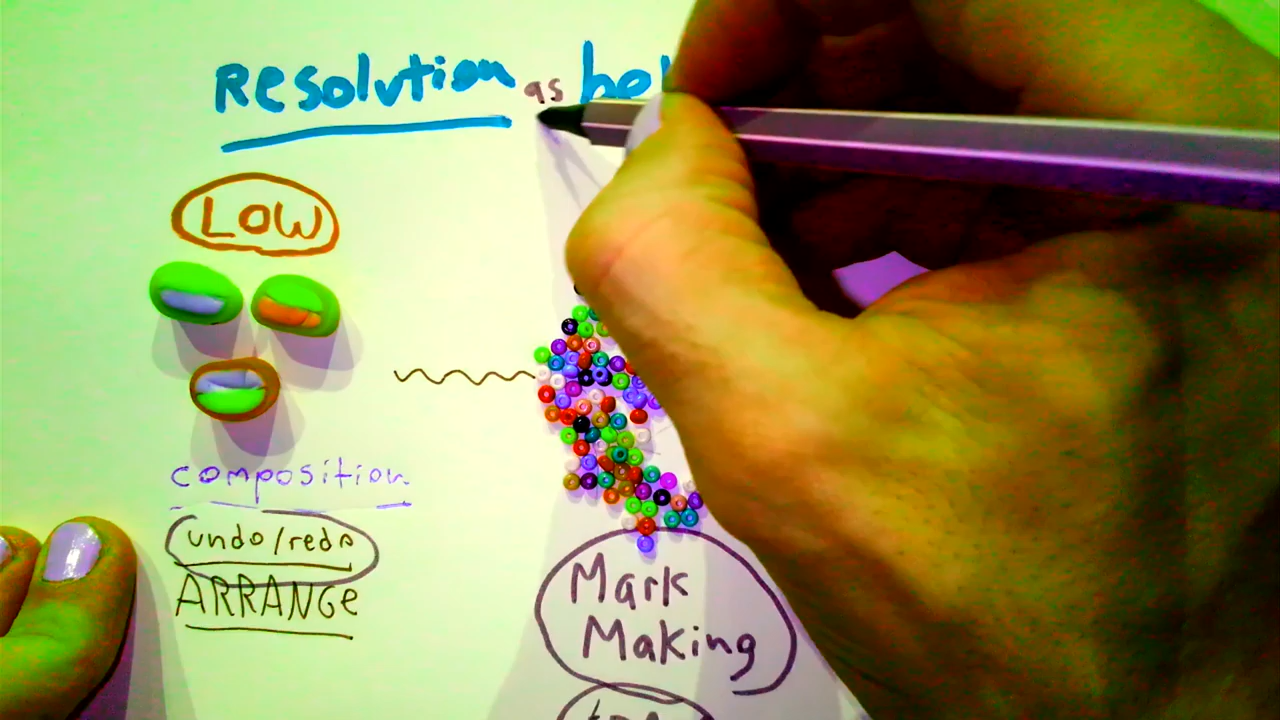 Resolution as
LOW
composition
undo/redo
ARRANGe
Mark
Making